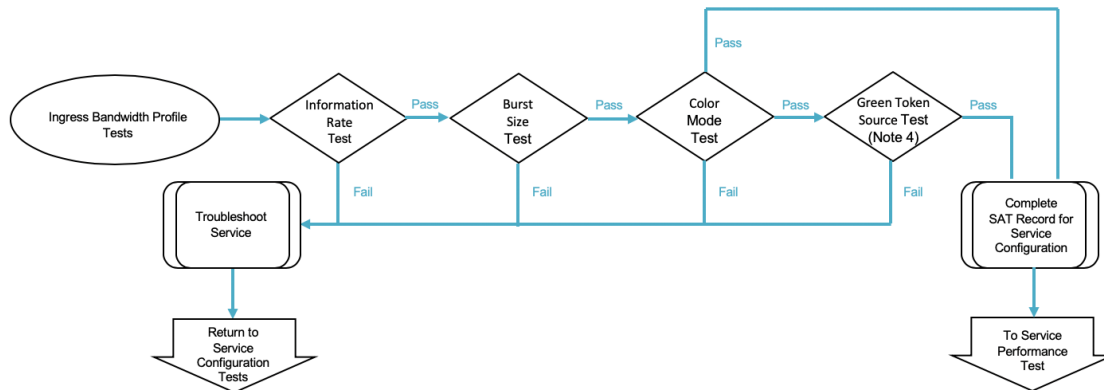 Pass
Ingress Bandwidth Profile
Tests
Information
Rate
Test
Pass
Burst
Size
Test
Pass
Color
Mode
Test
Pass
Green Token
Source Test
(Note 4)
Pass
Fail
Fail
Fail
Fail
Troubleshoot
Service
Complete
SAT Record for
Service
Configuration
Return to
Service
Configuration
Tests
To Service
Performance
Test